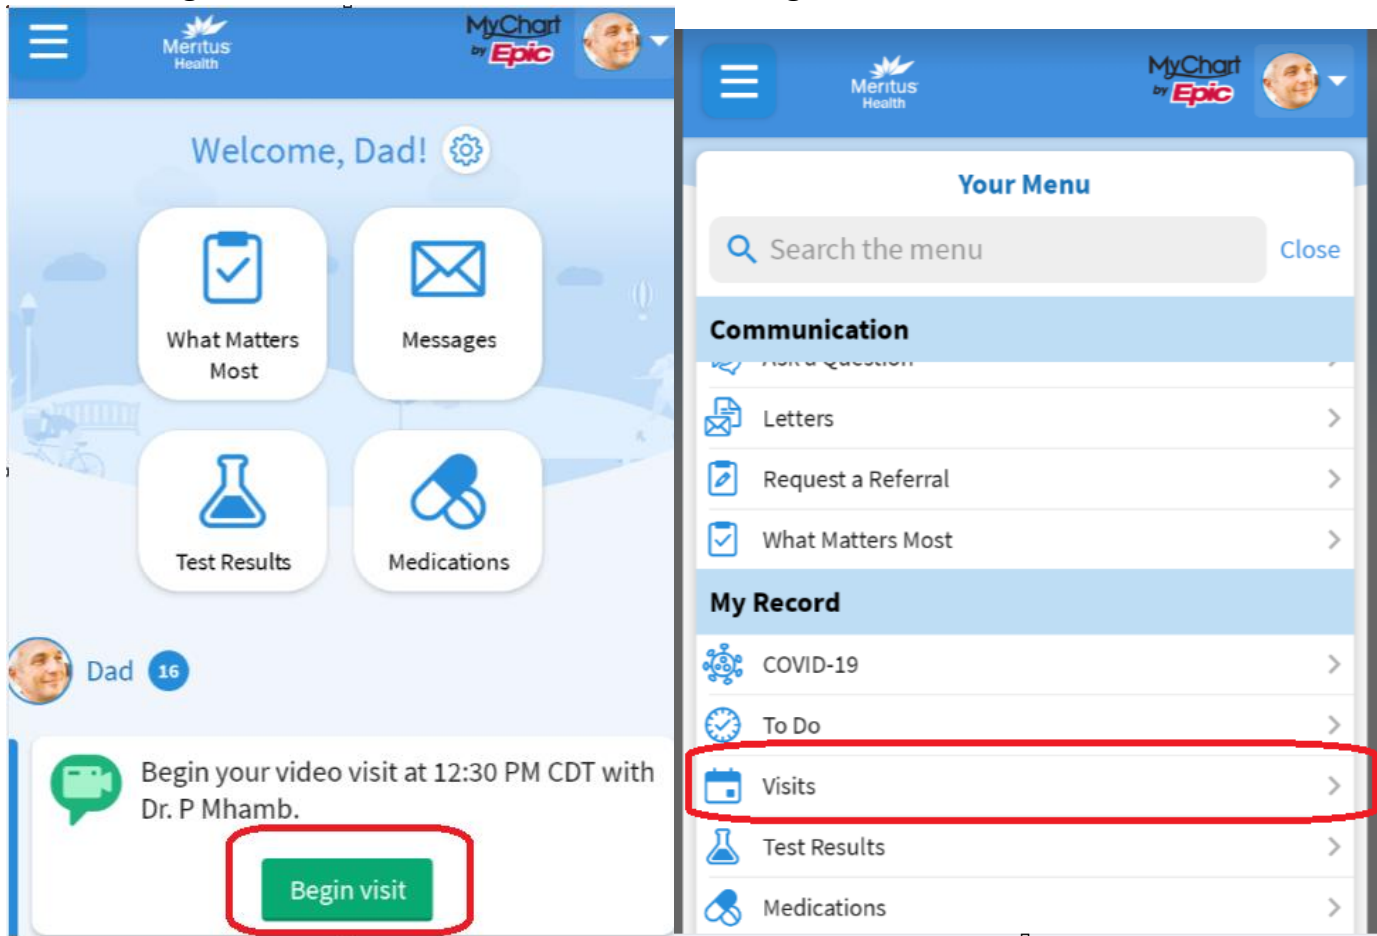 Meritus
Health
MyChart
by Epic
Welcome, Dad!
What Matters
Most
Messages
Test Results
Medications
Dad 16
Begin your video visit at 12:30 PM CDT with
Dr. P Mhamb.
Begin visit
Meritus
Health
MyChart
by Epic
Your Menu
Search the menu
Close
Communication
Ask a Question
Letters
Request a Referral
What Matters Most
My Record
COVID-19
To Do
Visits
Test Results
Medications